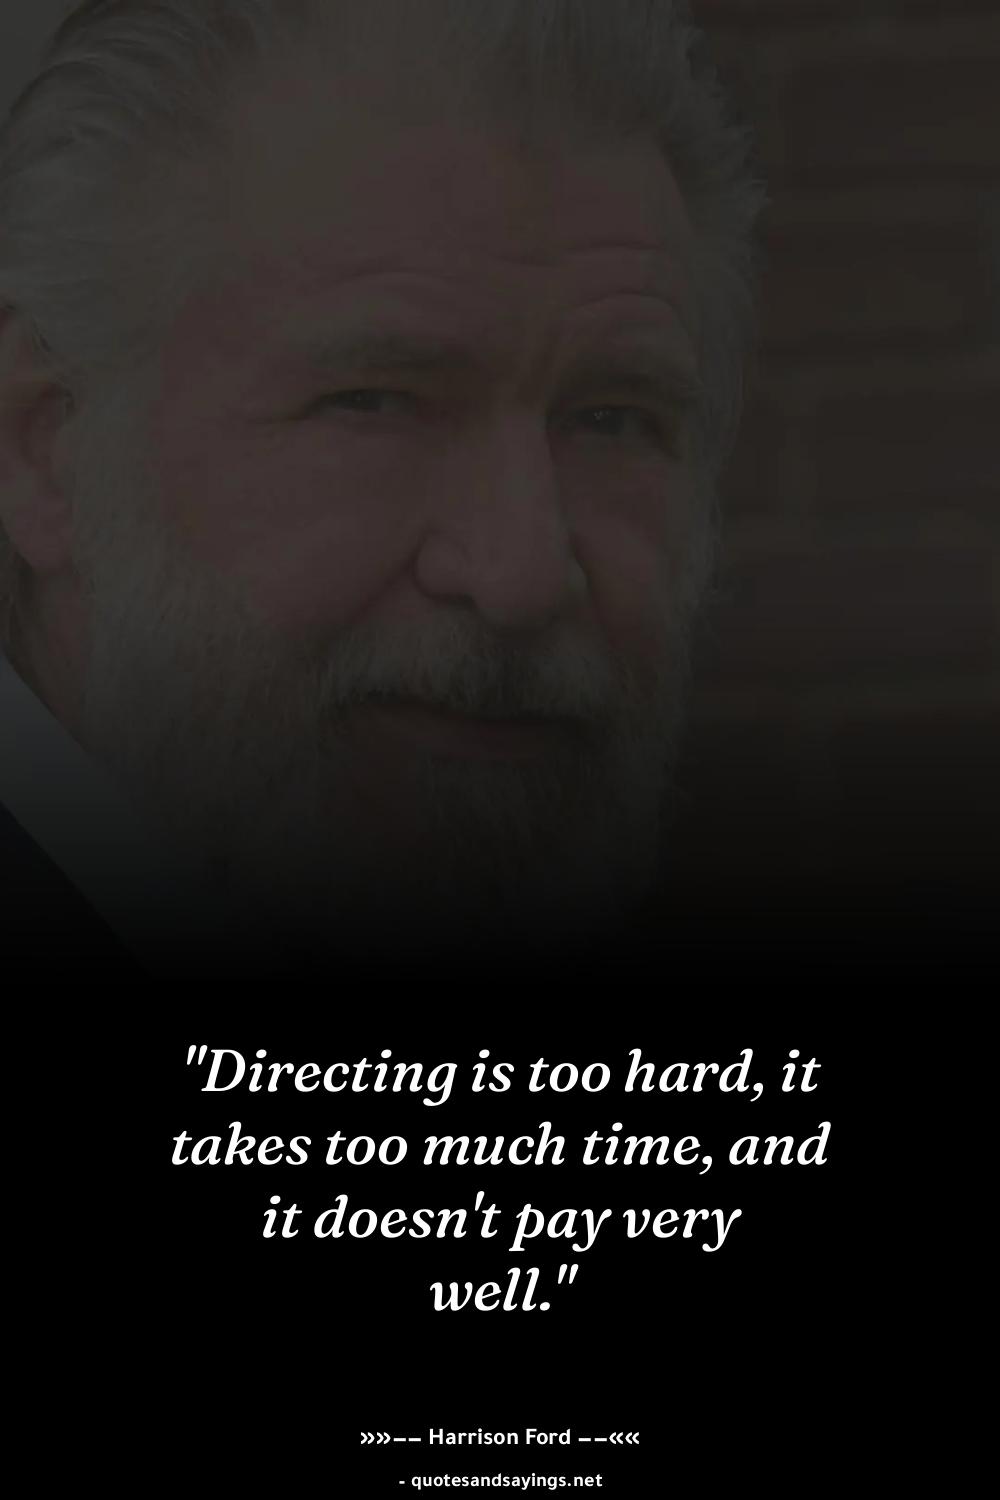 "Directing is too hard, it
takes too much time, and
it doesn't pay very
well."
»»−− Harrison Ford −−««
- quotesandsayings.net